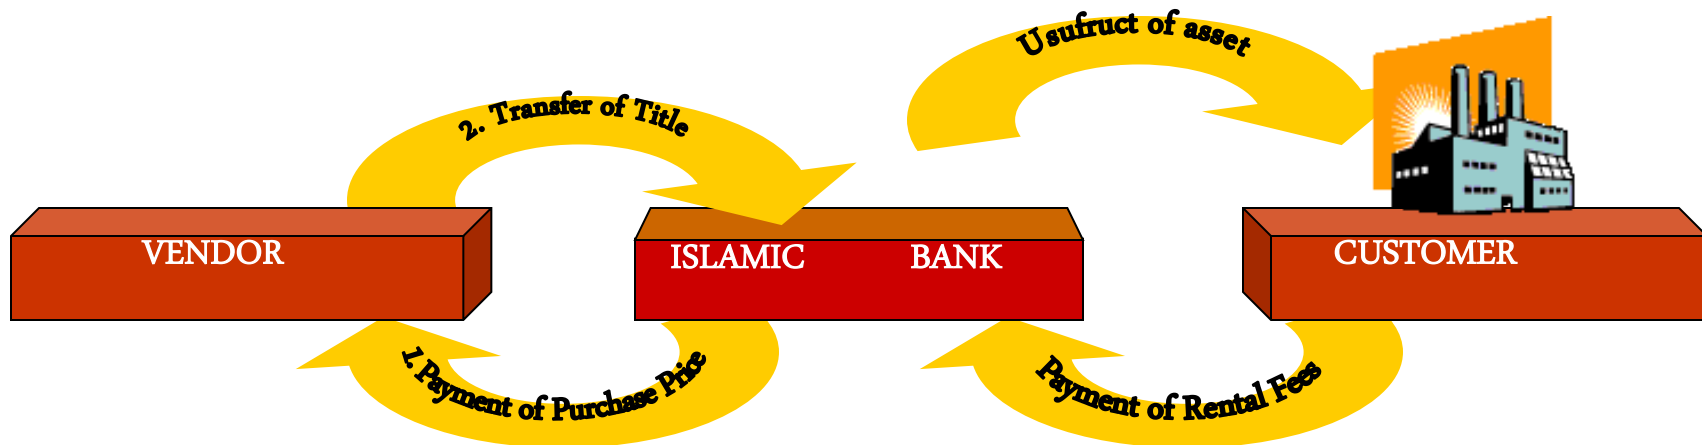 Usufruct of asset
2. Transfer of Title
VENDOR
ISLAMIC BANK
CUSTOMER
1. Payment of Purchase Price
Payment of Rental Fees